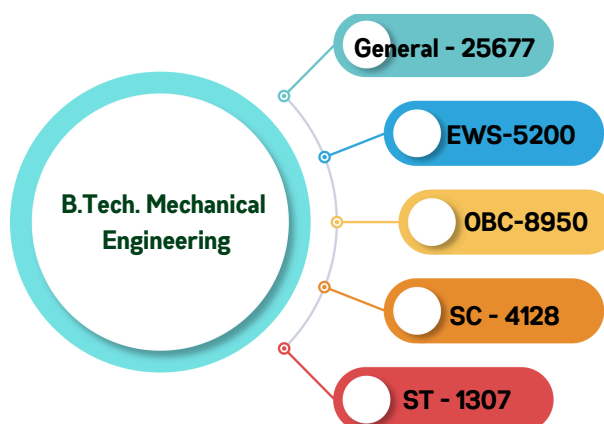 B.Tech. Mechanical
Engineering
General - 25677
EWS-5200
OBC-8950
SC - 4128
ST - 1307